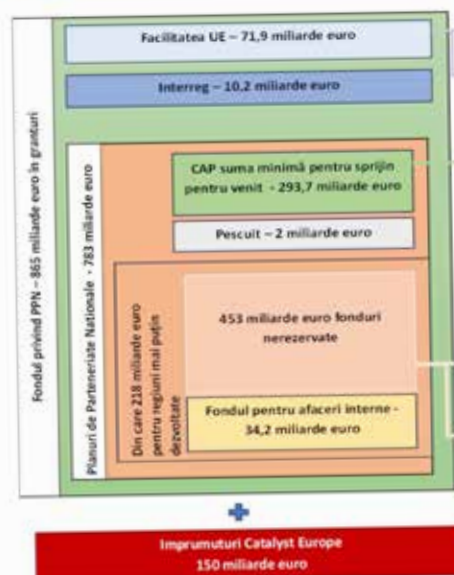 Facilitatea UE – 71,9 miliarde euro
Interreg – 10,2 miliarde euro
Fondul privind PPN – 865 miliarde euro în granturi
Planuri de Parteneriate Nationale - 783 miliarde euro
CAP suma minimă pentru sprijin
pentru venit - 293,7 miliarde euro
Pescuit – 2 miliarde euro
Din care 218 miliarde euro
pentru regiuni mai puțin
dezvoltate
453 miliarde euro fonduri
nerezervate
Fondul pentru afaceri interne -
34,2 miliarde euro
Imprumuturi Catalyst Europe
150 miliarde euro